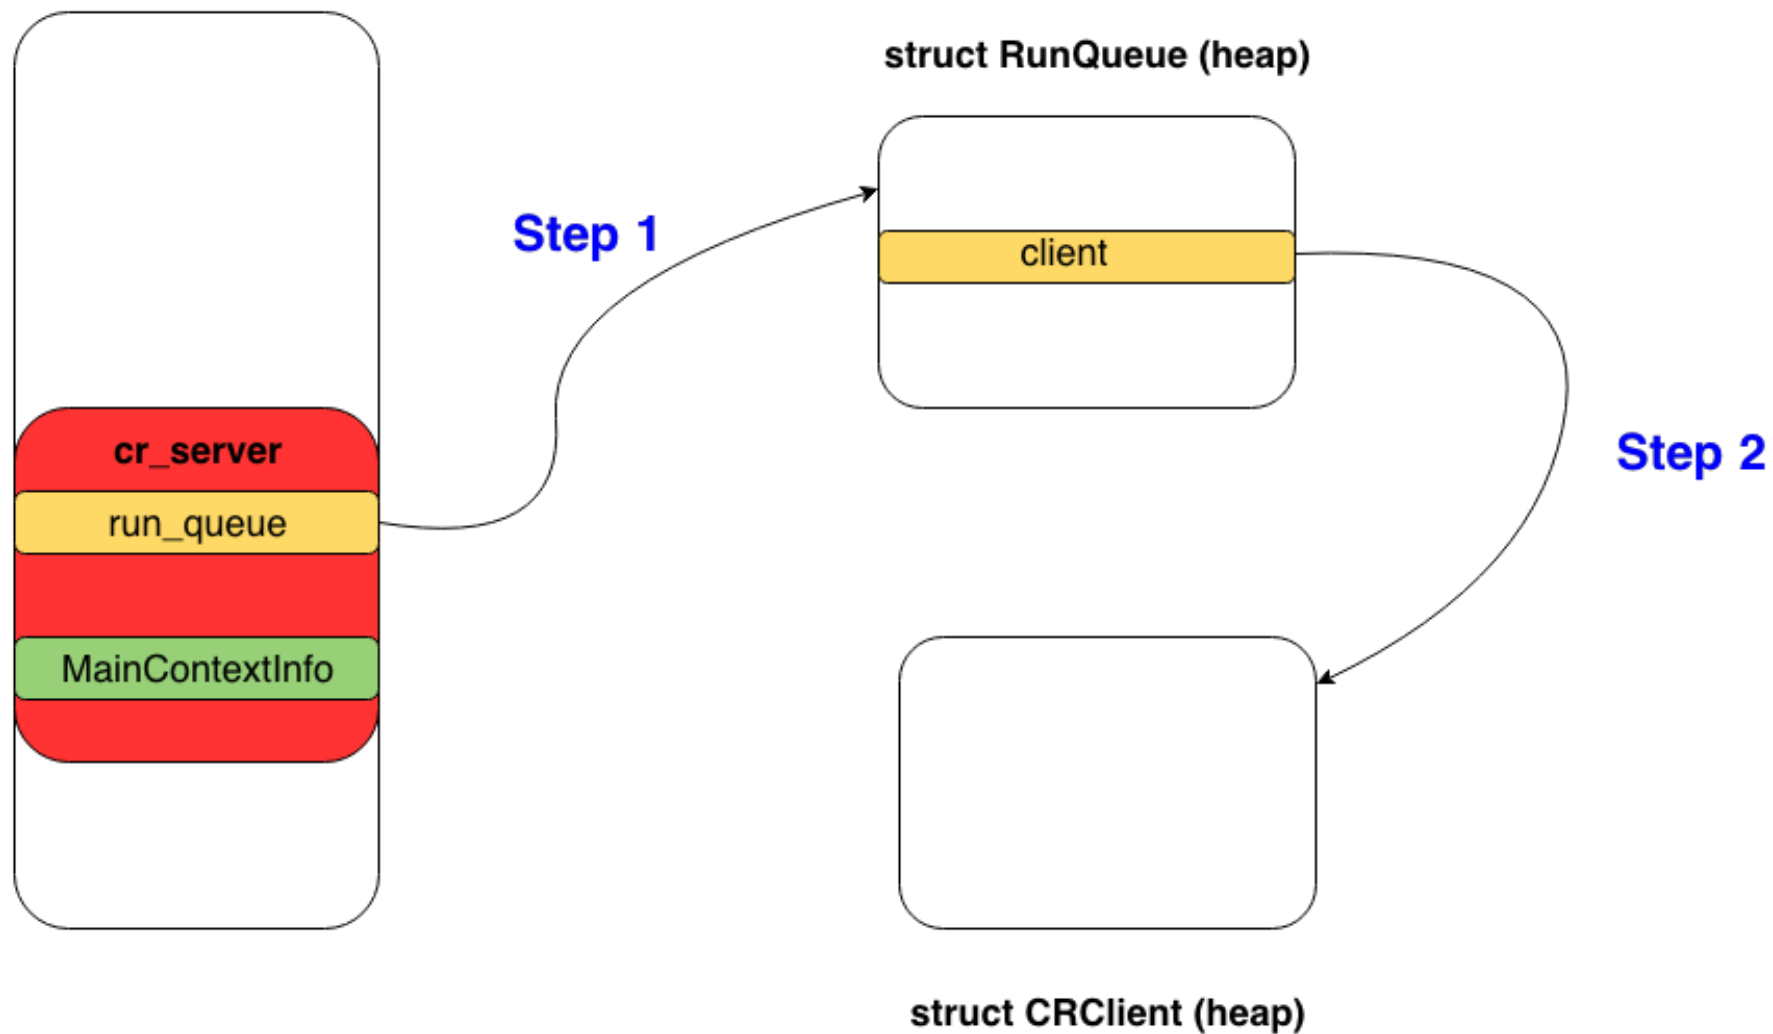 struct RunQueue (heap)
Step 1
client
cr_server
Step 2
run_queue
MainContextInfo
struct CRClient (heap)